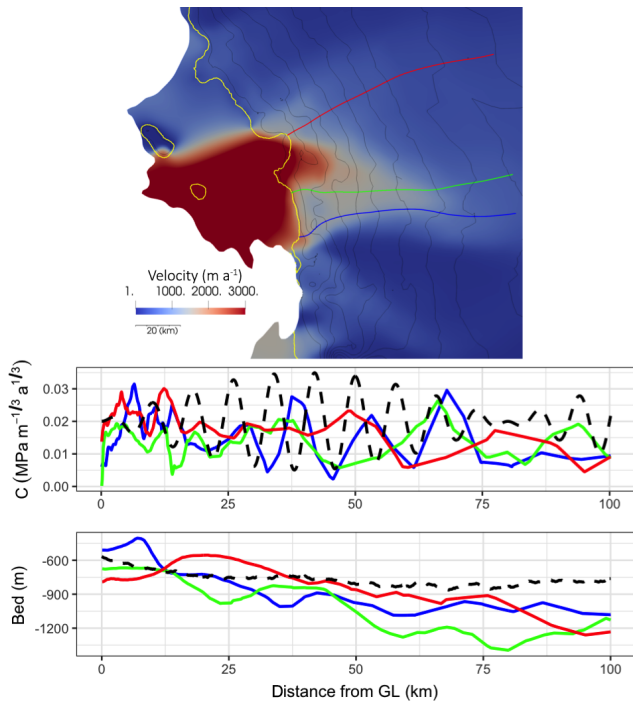 Velocity (m a⁻¹)
1. 1000. 2000. 3000.
20 (km)
C (MPa m⁻¹/³ a¹/³)
0.03
0.02
0.01
0.00
0 25 50 75 100
Bed (m)
-600
-900
-1200
0 25 50 75 100
Distance from GL (km)